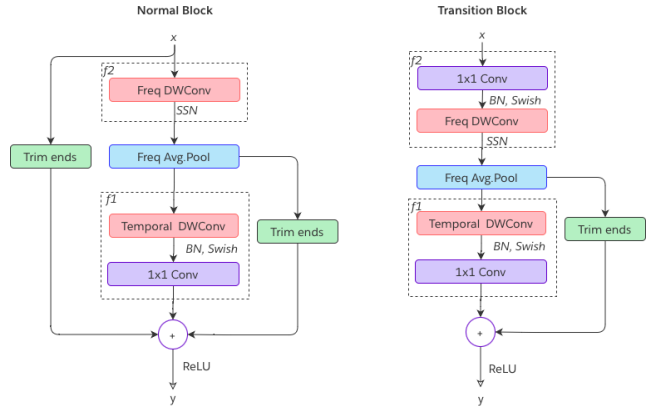 Normal Block
x
f2
Freq DWConv
SSN
Trim ends
Freq Avg.Pool
f1
Temporal DWConv
Trim ends
BN, Swish
1x1 Conv
+
ReLU
y
Transition Block
x
f2
1x1 Conv
BN, Swish
Freq DWConv
SSN
Freq Avg.Pool
f1
Temporal DWConv
Trim ends
BN, Swish
1x1 Conv
+
ReLU
y